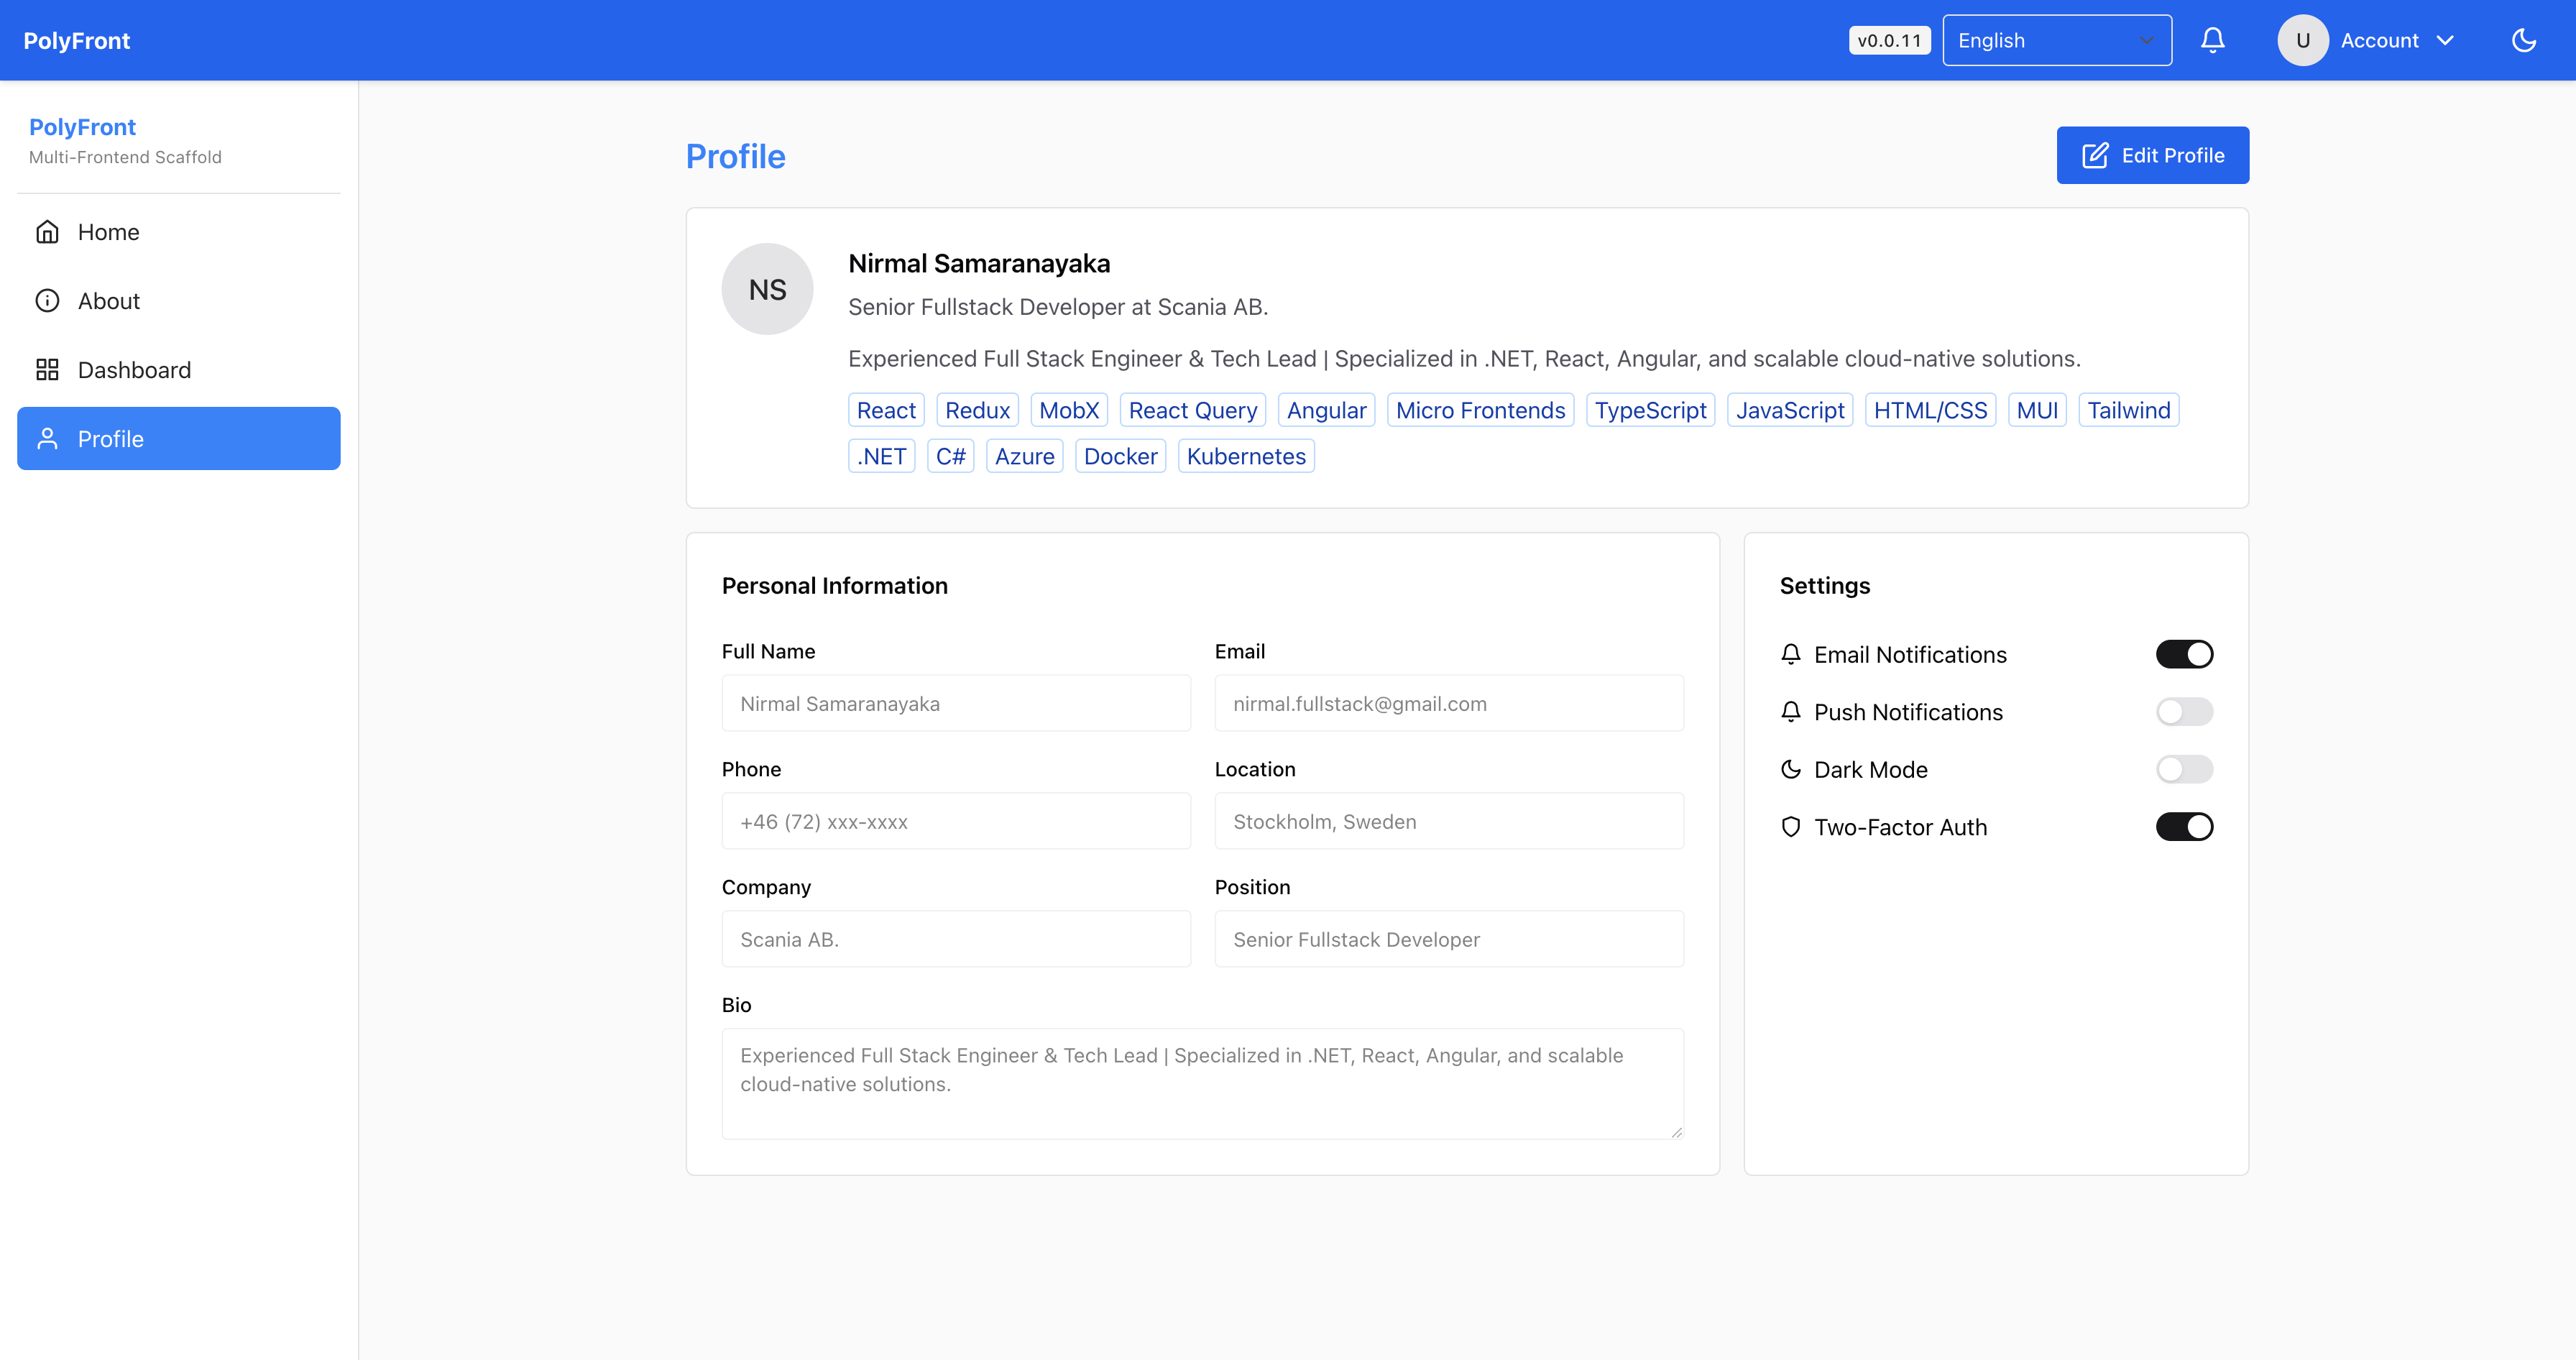 PolyFront
v0.0.11
English
U
Account
PolyFront
Multi-Frontend Scaffold
Home
About
Dashboard
Profile
Profile
Edit Profile
NS
Nirmal Samaranayaka
Senior Fullstack Developer at Scania AB.
Experienced Full Stack Engineer & Tech Lead | Specialized in .NET, React, Angular, and scalable cloud-native solutions.
React Redux MobX React Query Angular Micro Frontends TypeScript JavaScript HTML/CSS MUI Tailwind
.NET C# Azure Docker Kubernetes
Personal Information
Full Name
Nirmal Samaranayaka
Email
nirmal.fullstack@gmail.com
Phone
+46 (72) xxx-xxxx
Location
Stockholm, Sweden
Company
Scania AB.
Position
Senior Fullstack Developer
Bio
Experienced Full Stack Engineer & Tech Lead | Specialized in .NET, React, Angular, and scalable
cloud-native solutions.
Settings
Email Notifications
Push Notifications
Dark Mode
Two-Factor Auth